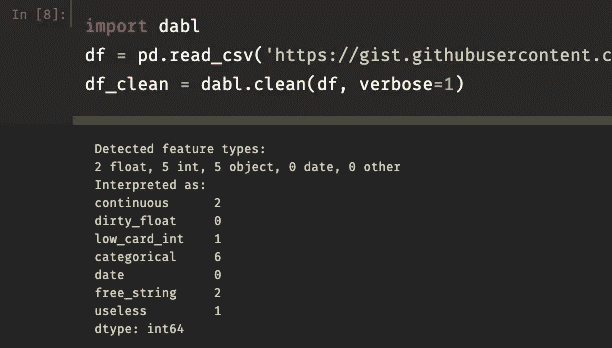 In [8]:
import dabl
df = pd.read_csv('https://gist.githubusercontent.c
df_clean = dabl.clean(df, verbose=1)
Detected feature types:
2 float, 5 int, 5 object, 0 date, 0 other
Interpreted as:
continuous 2
dirty_float 0
low_card_int 1
categorical 6
date 0
free_string 2
useless 1
dtype: int64